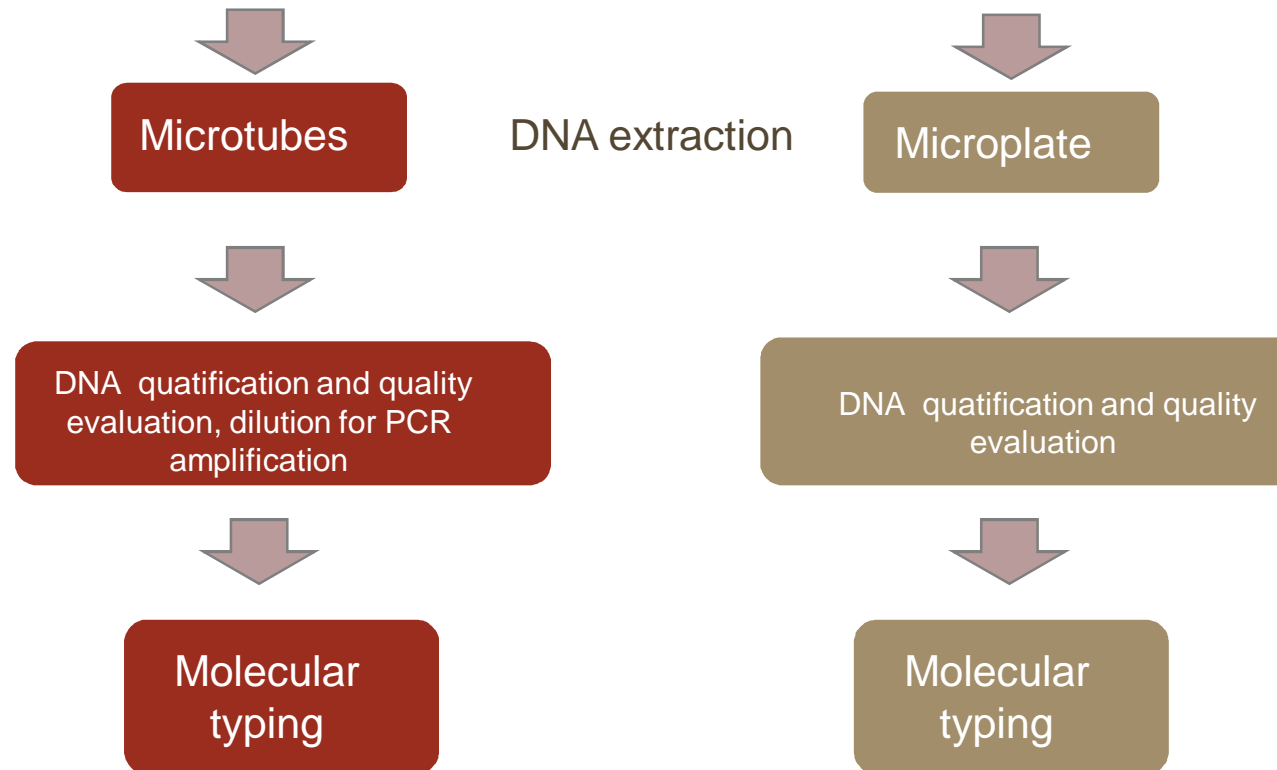 Microtubes
DNA extraction
Microplate
DNA quatification and quality
evaluation, dilution for PCR
amplification
DNA quatification and quality
evaluation
Molecular
typing
Molecular
typing